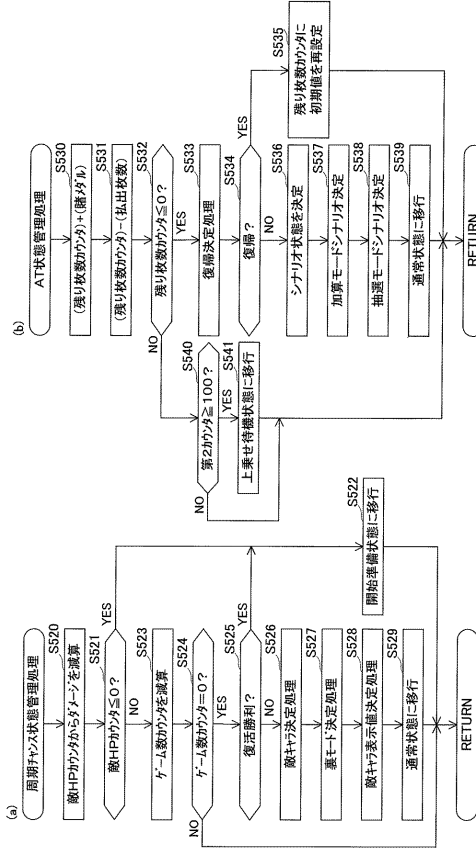 (a)
周期チャンス状態管理処理
S520
敵HPカウンタからダメージを減算
S521
敵HPカウンタ≦0?
YES
NO
S523
ゲーム数カウンタを減算
S524
ゲーム数カウンタ=0?
NO
YES
S525
復活勝利?
YES
NO
S526
敵キャラ決定処理
S527
裏モード決定処理
S528
敵キャラ表示値決定処理
S529
通常状態に移行
S522
開始準備状態に移行
RETURN
(b)
AT状態管理処理
S530
(残り枚数カウンタ)+(賭メダル)
S531
(残り枚数カウンタ)-(払出枚数)
S532
残り枚数カウンタ≦0?
NO
YES
S533
復帰決定処理
S534
復帰?
YES
NO
S535
残り枚数カウンタに
初期値を再設定
S536
シナリオ状態を決定
S537
加算モードシナリオ決定
S538
抽選モードシナリオ決定
S539
通常状態に移行
S540
第2カウンタ≧100?
NO
YES
S541
上乗せ待機状態に移行
RETURN